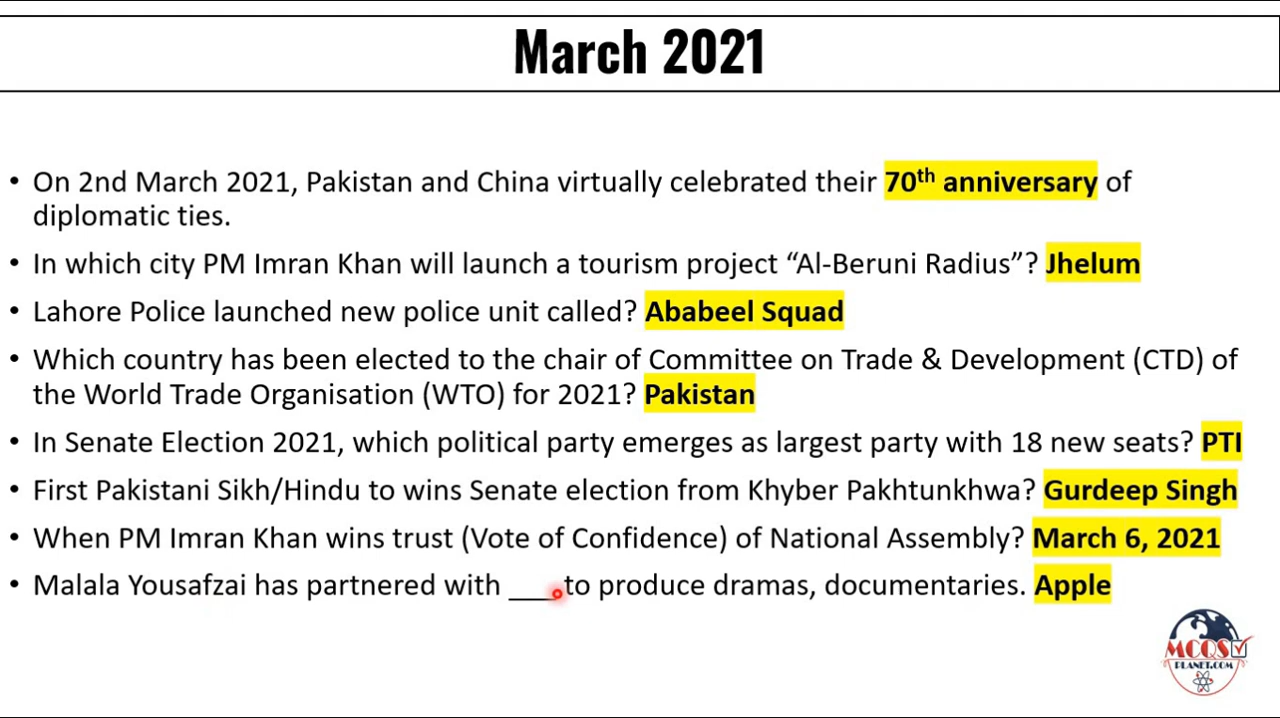 March 2021
• On 2nd March 2021, Pakistan and China virtually celebrated their 70th anniversary of
diplomatic ties.
• In which city PM Imran Khan will launch a tourism project “Al-Beruni Radius”? Jhelum
• Lahore Police launched new police unit called? Ababeel Squad
• Which country has been elected to the chair of Committee on Trade & Development (CTD) of
the World Trade Organisation (WTO) for 2021? Pakistan
• In Senate Election 2021, which political party emerges as largest party with 18 new seats? PTI
• First Pakistani Sikh/Hindu to wins Senate election from Khyber Pakhtunkhwa? Gurdeep Singh
• When PM Imran Khan wins trust (Vote of Confidence) of National Assembly? March 6, 2021
• Malala Yousafzai has partnered with ____to produce dramas, documentaries. Apple
MCQS
PLANET.COM